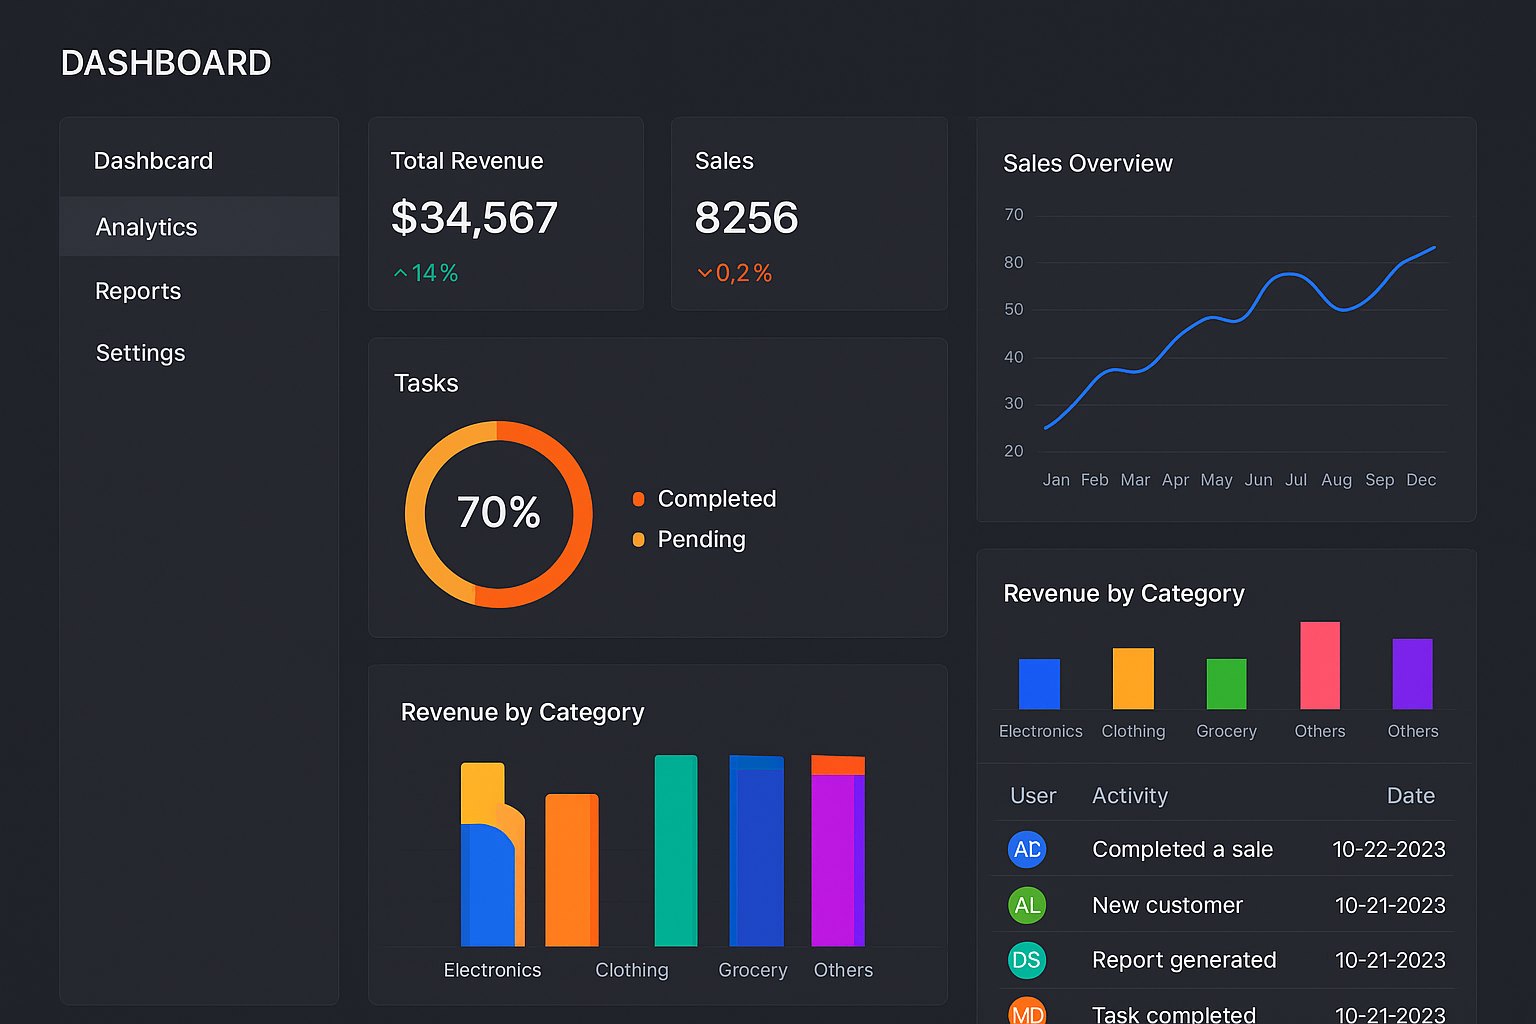 DASHBOARD
Dashbcard
Analytics
Reports
Settings
Total Revenue
$34,567
14%
Sales
8256
0,2%
Tasks
70%
Completed
Pending
Revenue by Category
Electronics Clothing Grocery Others
Sales Overview
70
80
50
40
30
20
Jan Feb Mar Apr May Jun Jul Aug Sep Dec
Revenue by Category
Electronics Clothing Grocery Others Others
User Activity Date
AC Completed a sale 10-22-2023
AL New customer 10-21-2023
DS Report generated 10-21-2023
MD Task completed 10-21-2023